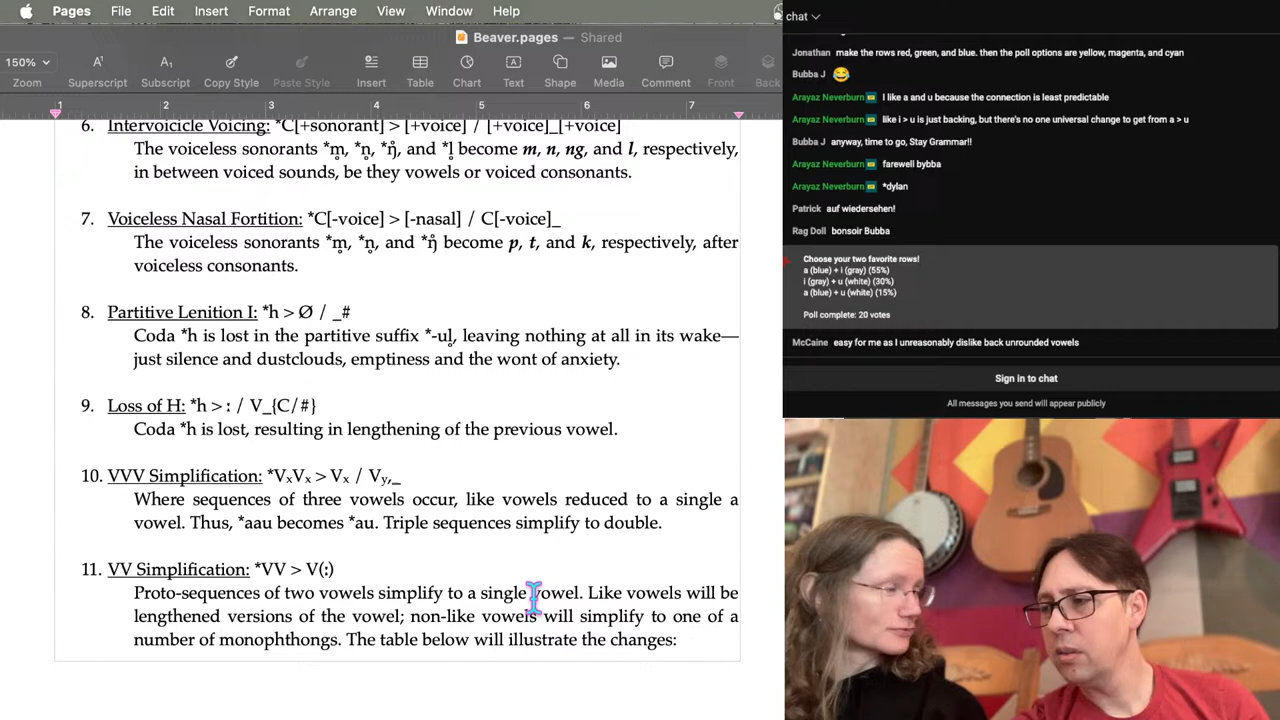 Pages File Edit Insert Format Arrange View Window Help
Beaver.pages — Shared
150%
Zoom Superscript Subscript Copy Style Paste Style Insert Table Chart Text Shape Media Comment Front Back
1 2 3 4 5 6 7
6. Intervoicicle Voicing: *C[+sonorant] > [+voice] / [+voice]_[+voice]
The voiceless sonorants *m̥, *n̥, *ŋ̊, and *l̥ become m, n, ng, and l, respectively,
in between voiced sounds, be they vowels or voiced consonants.
7. Voiceless Nasal Fortition: *C[-voice] > [-nasal] / C[-voice]_
The voiceless sonorants *m̥, *n̥, and *ŋ̊ become p, t, and k, respectively, after
voiceless consonants.
8. Partitive Lenition I: *h > Ø / _#
Coda *h is lost in the partitive suffix *-ul̥, leaving nothing at all in its wake—
just silence and dustclouds, emptiness and the wont of anxiety.
9. Loss of H: *h > : / V_{C/#}
Coda *h is lost, resulting in lengthening of the previous vowel.
10. VVV Simplification: *VₓVₓ > Vₓ / Vᵧ,_
Where sequences of three vowels occur, like vowels reduced to a single a
vowel. Thus, *aau becomes *au. Triple sequences simplify to double.
11. VV Simplification: *VV > V(:)
Proto-sequences of two vowels simplify to a single vowel. Like vowels will be
lengthened versions of the vowel; non-like vowels will simplify to one of a
number of monophthongs. The table below will illustrate the changes:
chat
Jonathan make the rows red, green, and blue. then the poll options are yellow, magenta, and cyan
Bubba J 😂
Arayaz Neverburn I like a and u because the connection is least predictable
Arayaz Neverburn like i > u is just backing, but there's no one universal change to get from a > u
Bubba J anyway, time to go, Stay Grammar!!
Arayaz Neverburn farewell bybba
Arayaz Neverburn *dylan
Patrick auf wiedersehen!
Rag Doll bonsoir Bubba
Choose your two favorite rows!
a (blue) + i (gray) (55%)
i (gray) + u (white) (30%)
a (blue) + u (white) (15%)
Poll complete: 20 votes
McCaine easy for me as I unreasonably dislike back unrounded vowels
Sign in to chat
All messages you send will appear publicly